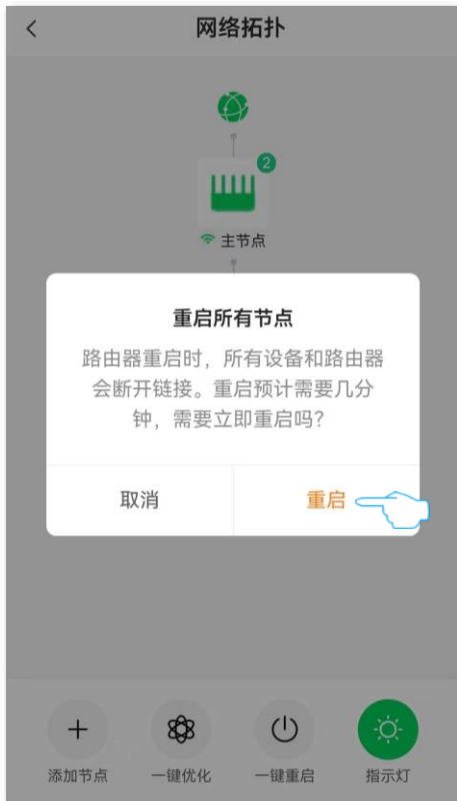 网络拓扑
2
主节点
重启所有节点
路由器重启时，所有设备和路由器
会断开链接。重启预计需要几分
钟，需要立即重启吗？
取消
重启
添加节点
一键优化
一键重启
指示灯